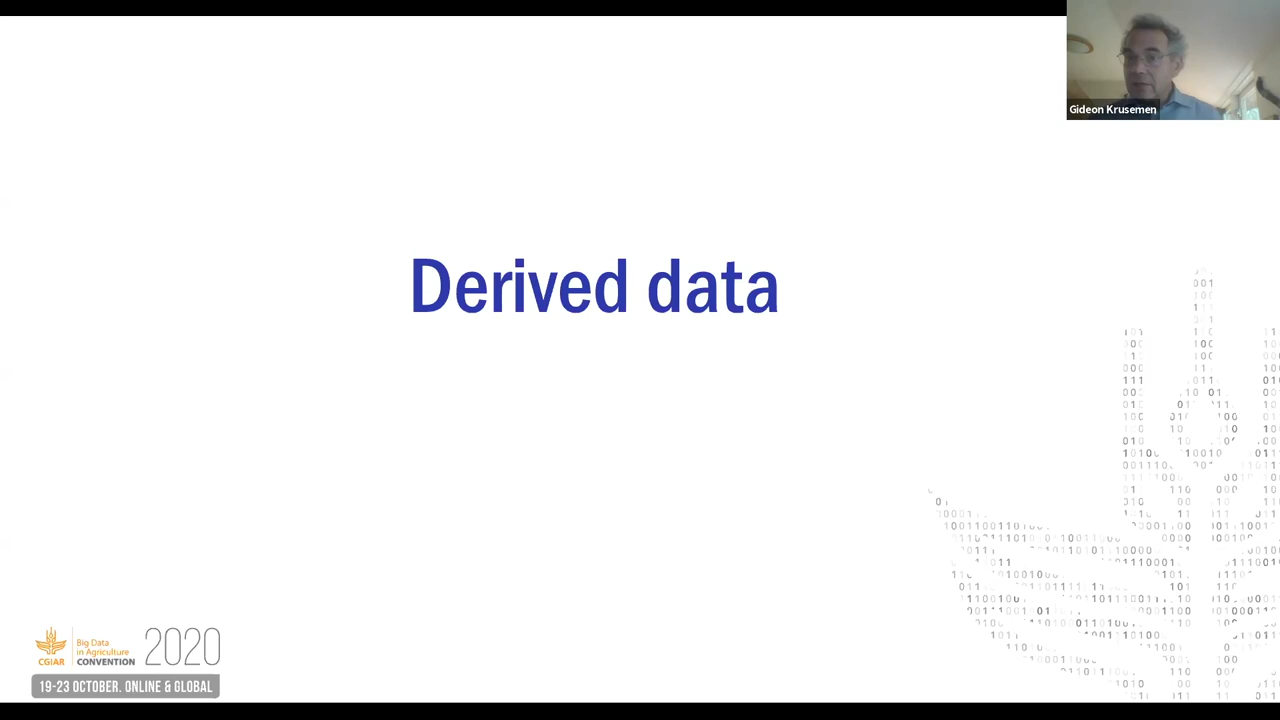 Gideon Krusemen
Derived data
CGIAR
Big Data
in Agriculture
CONVENTION
2020
19-23 OCTOBER. ONLINE & GLOBAL